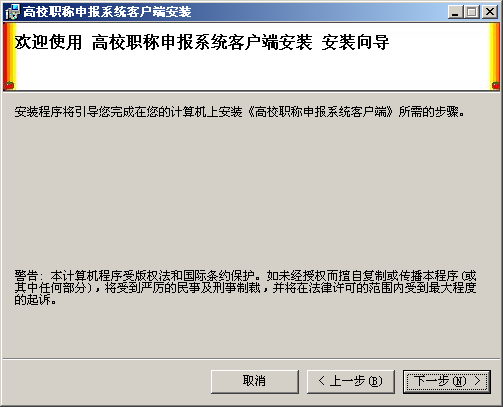 高校职称申报系统客户端安装
欢迎使用 高校职称申报系统客户端安装 安装向导
安装程序将引导您完成在您的计算机上安装《高校职称申报系统客户端》所需的步骤。
警告: 本计算机程序受版权法和国际条约保护。如未经授权而擅自复制或传播本程序(或
其中任何部分)，将受到严厉的民事及刑事制裁，并将在法律许可的范围内受到最大程度
的起诉。
取消 < 上一步(B) 下一步(N) >